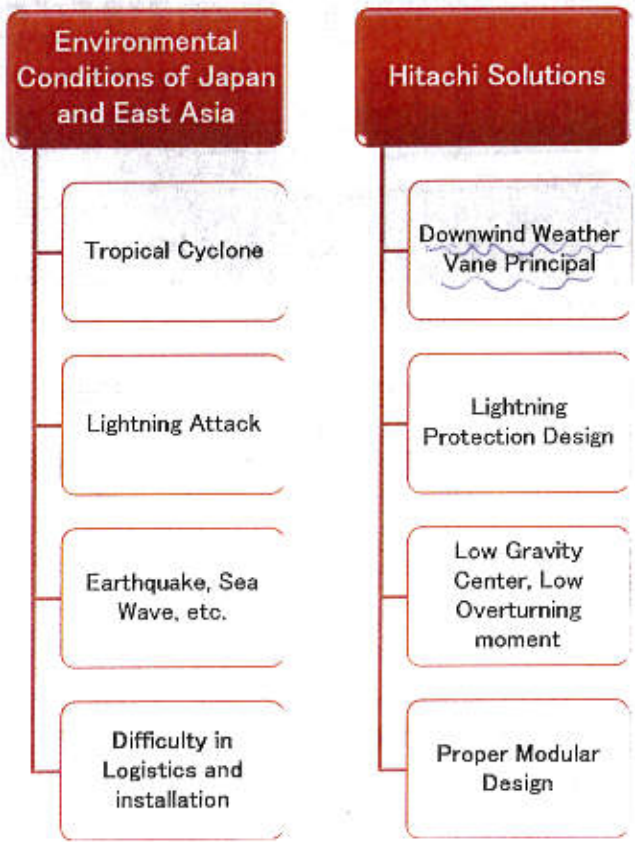 Environmental
Conditions of Japan
and East Asia
Tropical Cyclone
Lightning Attack
Earthquake, Sea
Wave, etc.
Difficulty in
Logistics and
installation
Hitachi Solutions
Downwind Weather
Vane Principal
Lightning
Protection Design
Low Gravity
Center, Low
Overturning
moment
Proper Modular
Design